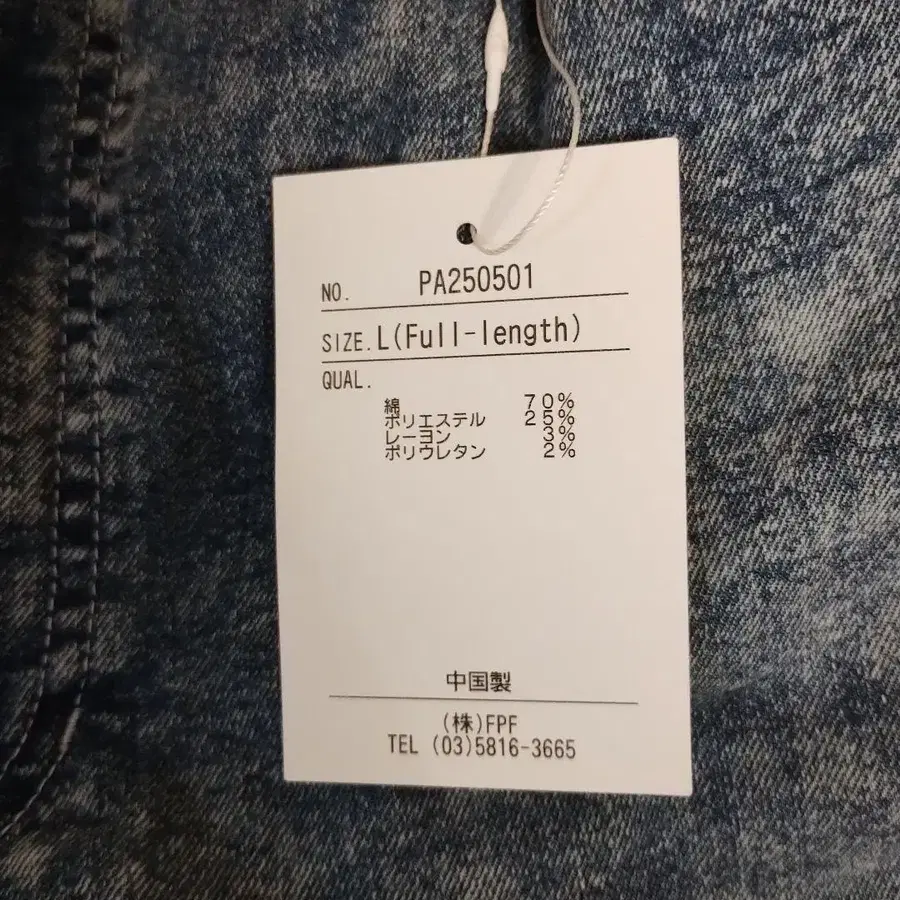 NO. PA250501
SIZE. L(Full-length)
QUAL.
綿 70%
ポリエステル 25%
レーヨン 3%
ポリウレタン 2%
中国製
(株)FPF
TEL (03)5816-3665